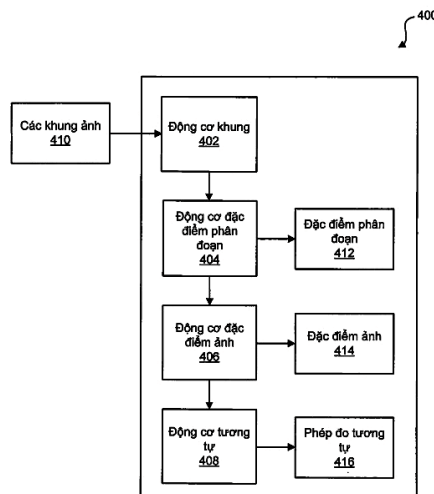 400
Các khung ảnh
410
Động cơ khung
402
Động cơ đặc
điểm phân
đoạn
404
Đặc điểm phân
đoạn
412
Động cơ đặc
điểm ảnh
406
Đặc điểm ảnh
414
Động cơ tương
tự
408
Phép đo tương
tự
416